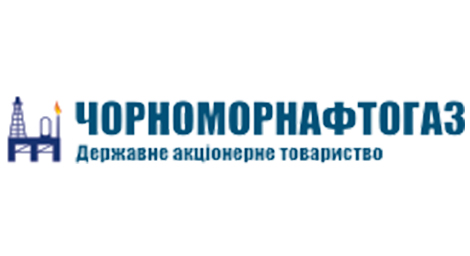 ЧОРНОМОРНАФТОГАЗ
Державне акціонерне товариство